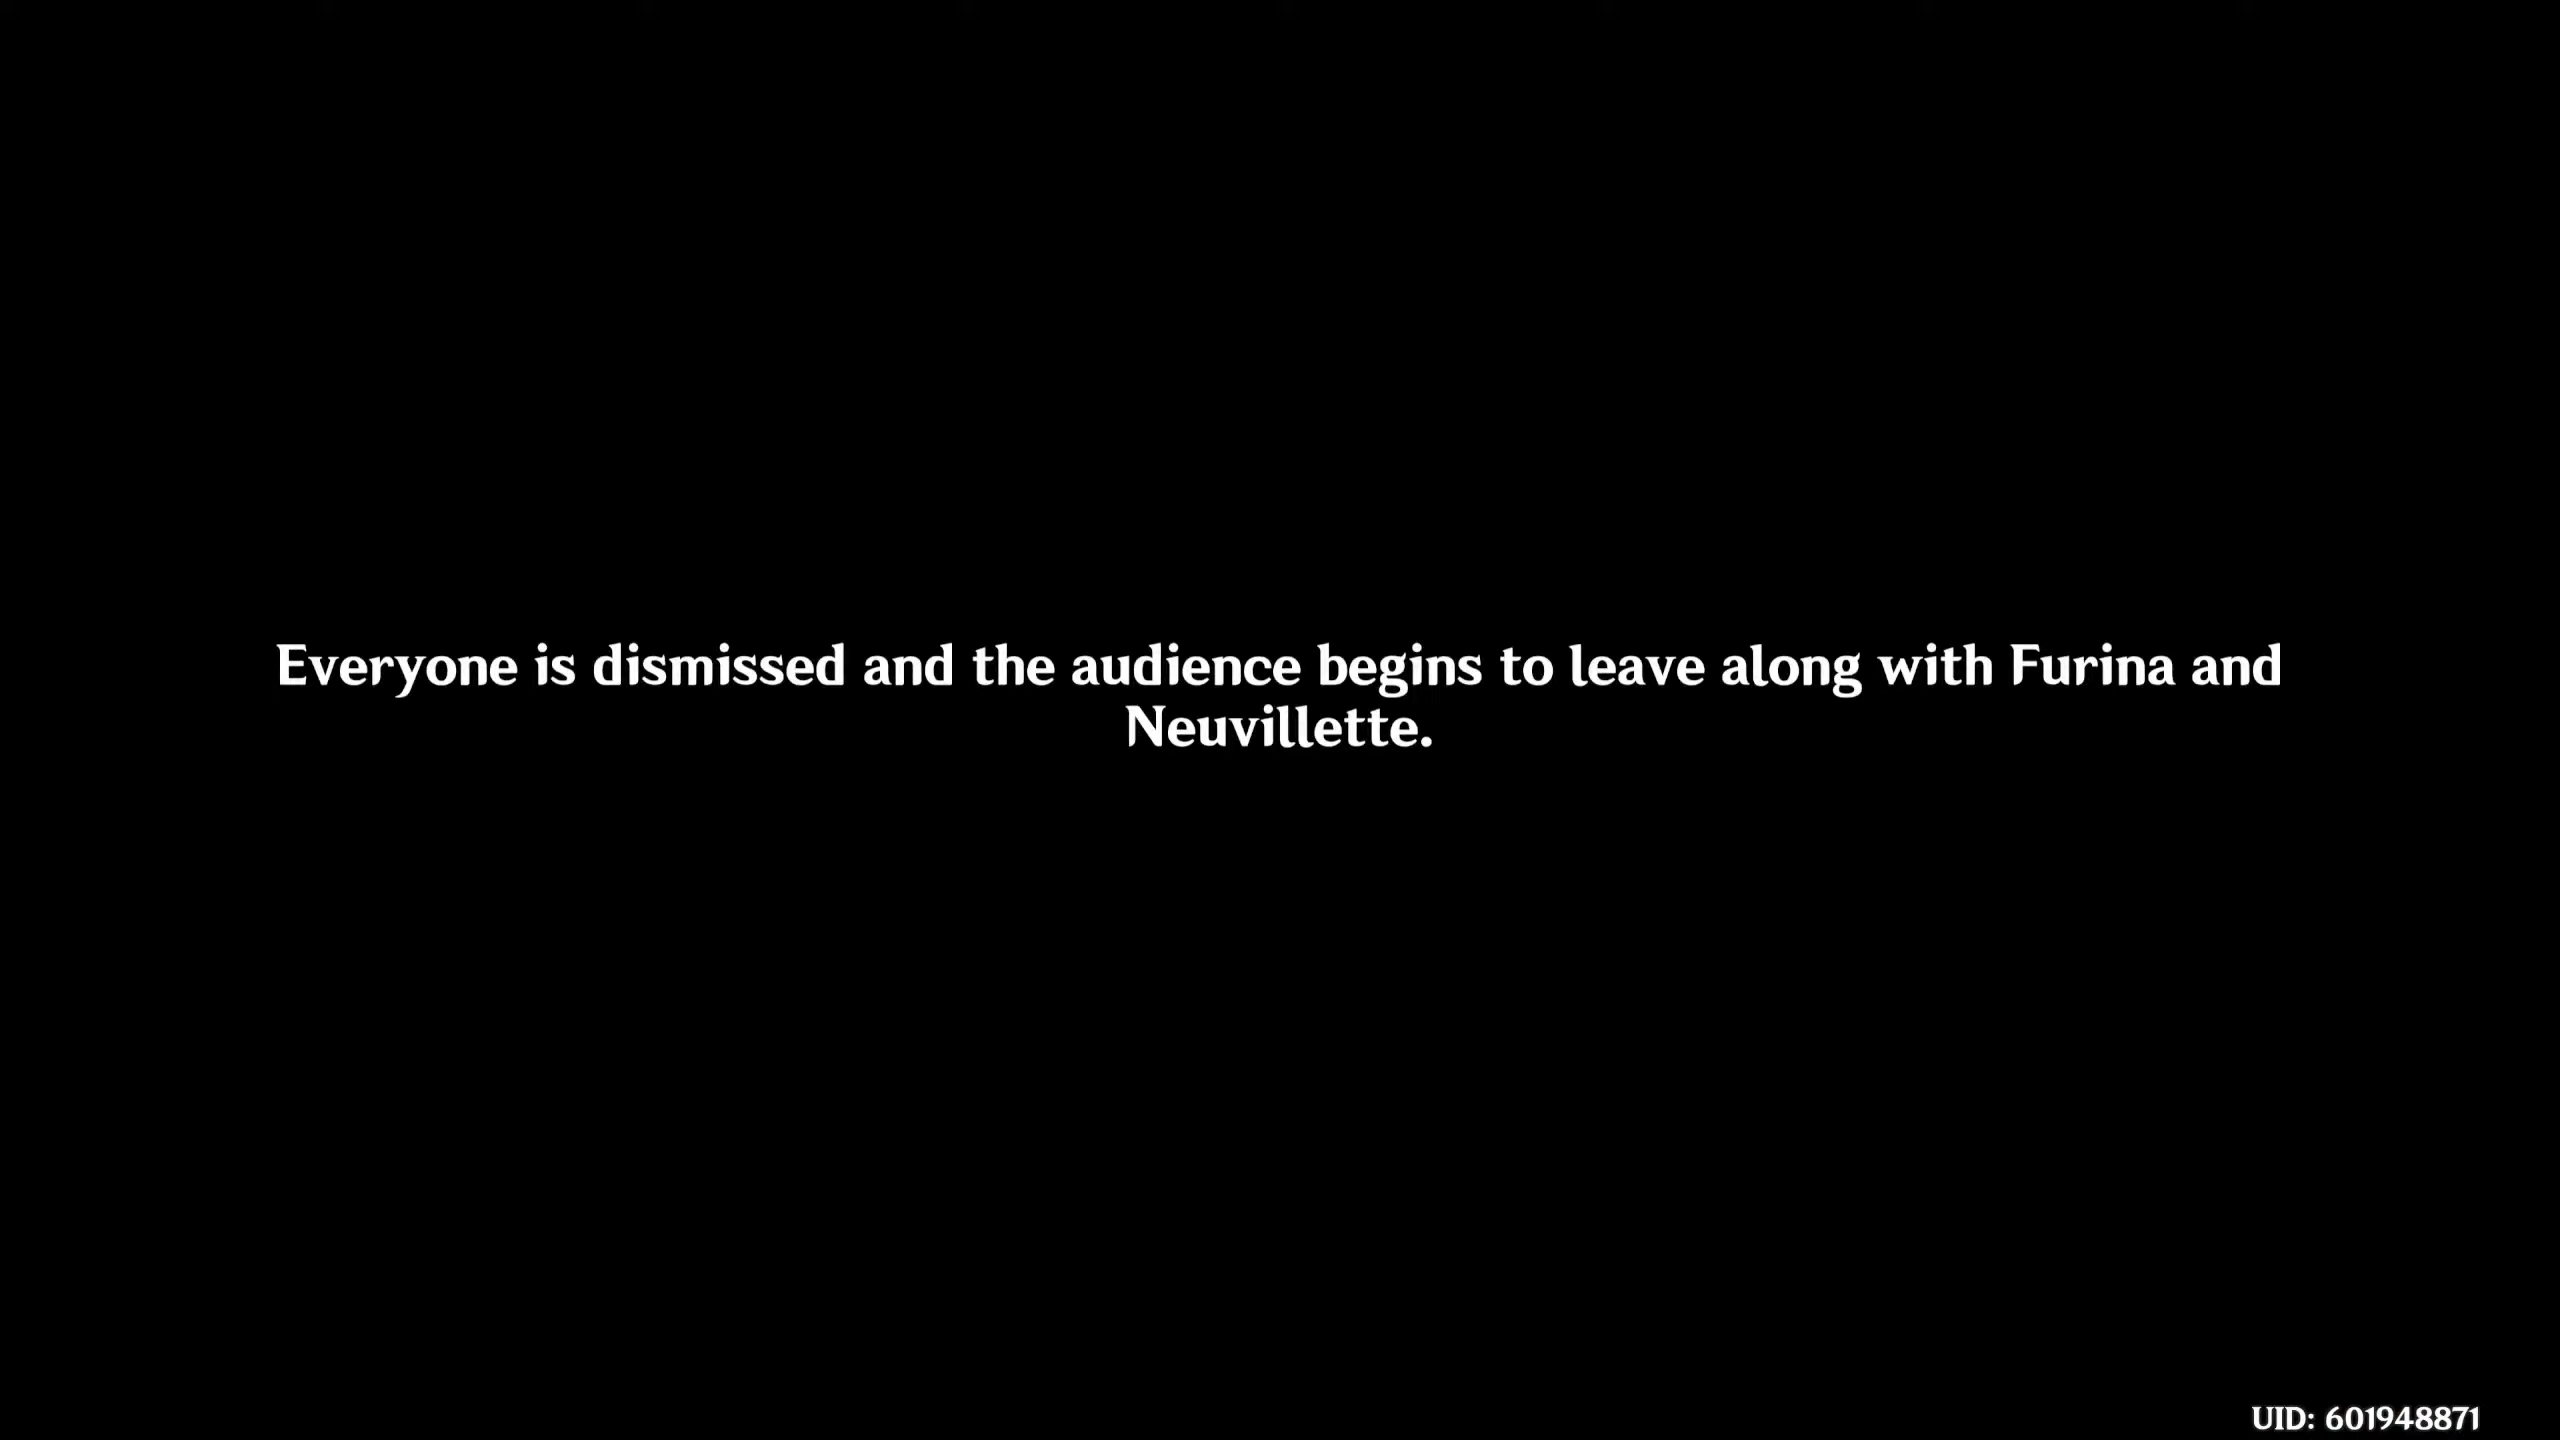 Everyone is dismissed and the audience begins to leave along with Furina and
Neuvillette.
UID: 601948871